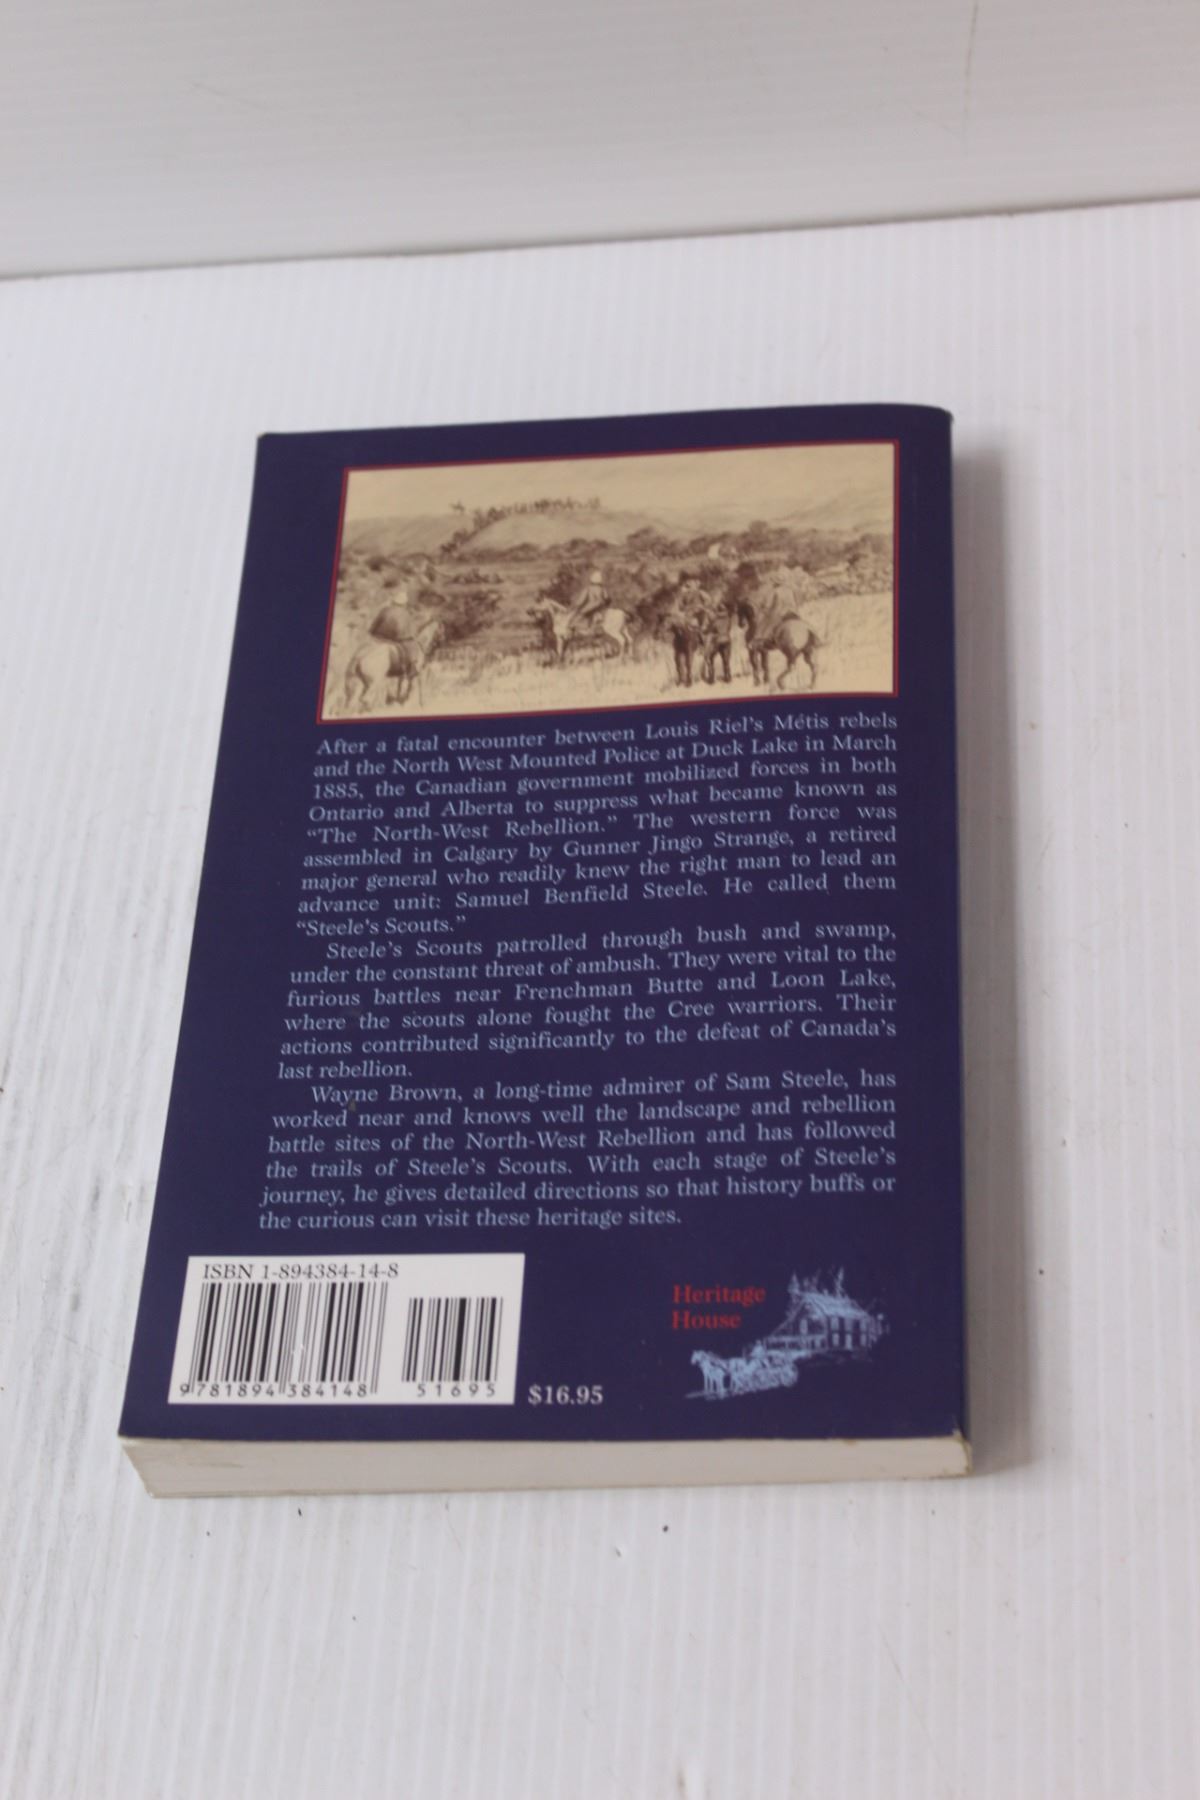 After a fatal encounter between Louis Riel's Métis rebels
and the North West Mounted Police at Duck Lake in March
1885, the Canadian government mobilized forces in both
Ontario and Alberta to suppress what became known as
"The North-West Rebellion." The western force was
assembled in Calgary by Gunner Jingo Strange, a retired
major general who readily knew the right man to lead an
advance unit: Samuel Benfield Steele. He called them
"Steele's Scouts."
Steele's Scouts patrolled through bush and swamp,
under the constant threat of ambush. They were vital to the
furious battles near Frenchman Butte and Loon Lake,
where the scouts alone fought the Cree warriors. Their
actions contributed significantly to the defeat of Canada's
last rebellion.
Wayne Brown, a long-time admirer of Sam Steele, has
worked near and knows well the landscape and rebellion
battle sites of the North-West Rebellion and has followed
the trails of Steele's Scouts. With each stage of Steele's
journey, he gives detailed directions so that history buffs or
the curious can visit these heritage sites.
ISBN 1-894384-14-8
9 781894 384148
51695
$16.95
Heritage
House